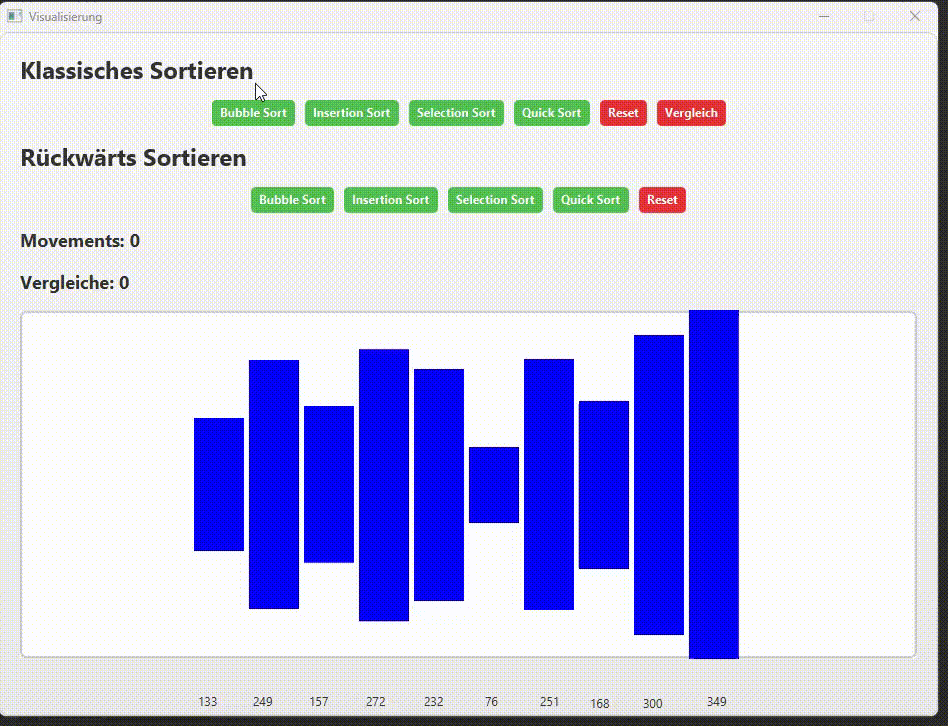 Visualisierung
Klassisches Sortieren
Bubble Sort Insertion Sort Selection Sort Quick Sort Reset Vergleich
Rückwärts Sortieren
Bubble Sort Insertion Sort Selection Sort Quick Sort Reset
Movements: 0
Vergleiche: 0
133 249 157 272 232 76 251 168 300 349